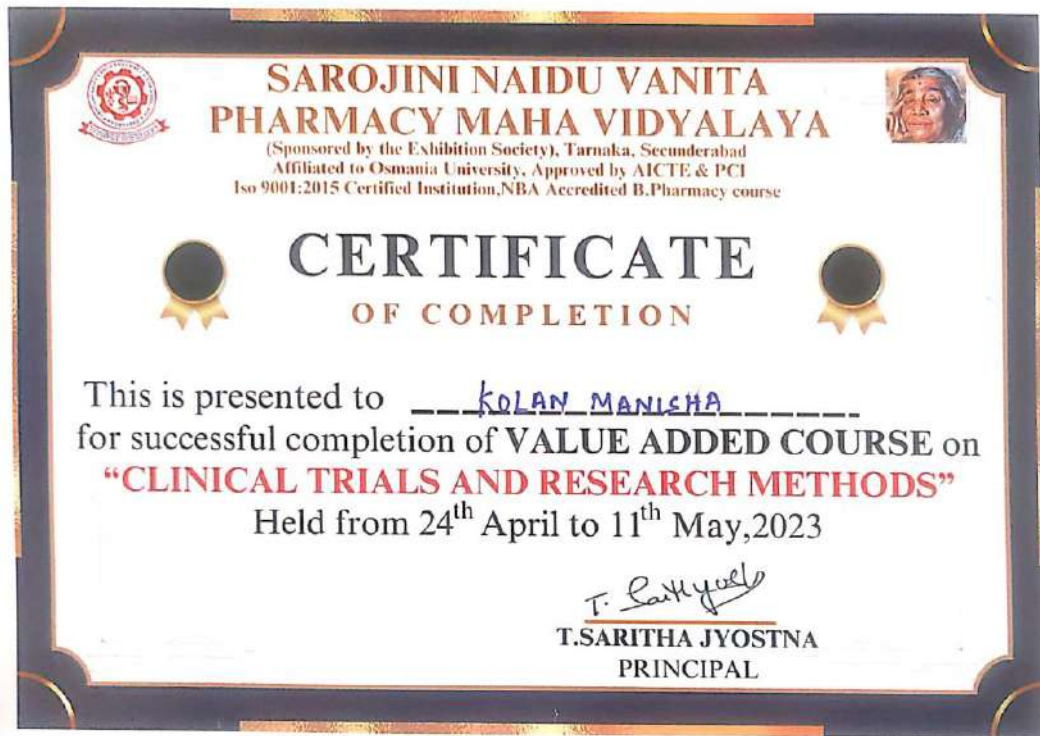 SAROJINI NAIDU VANITA
PHARMACY MAHA VIDYALAYA
(Sponsored by the Exhibition Society), Tarnaka, Secunderabad
Affiliated to Osmania University, Approved by AICTE & PCI
Iso 9001:2015 Certified Institution,NBA Accredited B.Pharmacy course
CERTIFICATE
OF COMPLETION
This is presented to KOLAN MANISHA
for successful completion of VALUE ADDED COURSE on
“CLINICAL TRIALS AND RESEARCH METHODS”
Held from 24th April to 11th May,2023
T.SARITHA JYOSTNA
PRINCIPAL